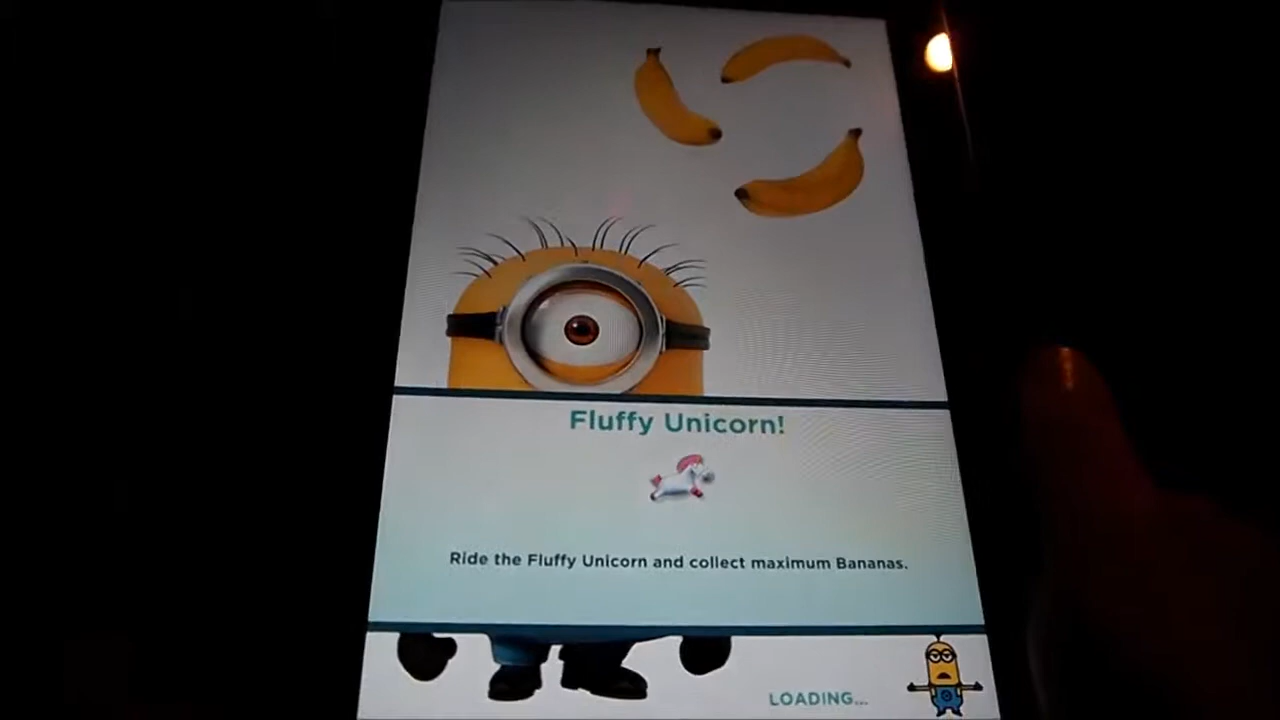 Fluffy Unicorn!
Ride the Fluffy Unicorn and collect maximum Bananas.
LOADING...